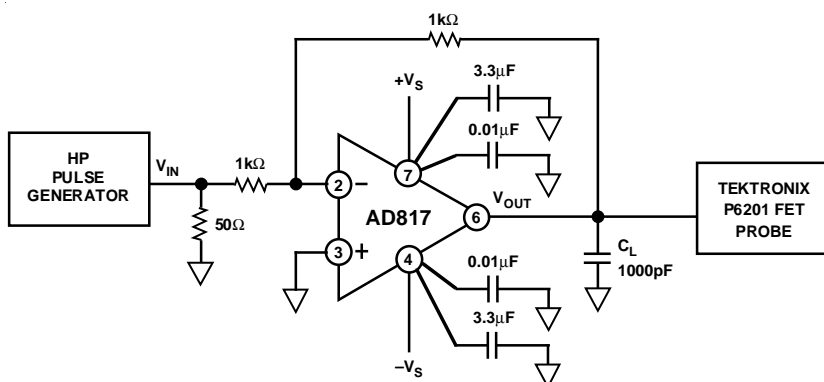 1kΩ
3.3µF
+VS
0.01µF
HP
PULSE
GENERATOR
VIN
1kΩ
2
–
7
AD817
VOUT
6
TEKTRONIX
P6201 FET
PROBE
50Ω
3
+
4
0.01µF
CL
1000pF
3.3µF
–VS